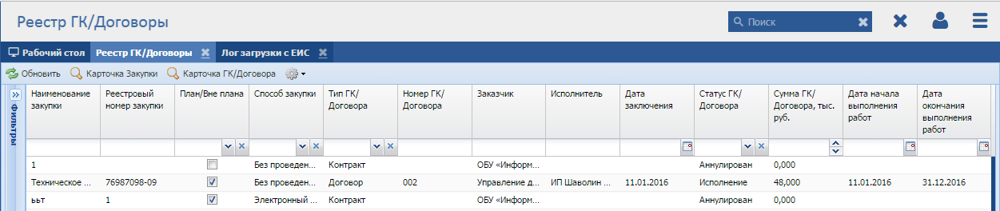 Реестр ГК/Договоры
Поиск
Рабочий стол Реестр ГК/Договоры Лог загрузки с ЕИС
Обновить Карточка Закупки Карточка ГК/Договора
Фильтры
Наименование закупки Реестровый номер закупки План/Вне плана Способ закупки Тип ГК/Договора Номер ГК/Договора Заказчик Исполнитель Дата заключения Статус ГК/Договора Сумма ГК/Договора, тыс. руб. Дата начала выполнения работ Дата окончания выполнения работ
1 Без проведен... Контракт ОБУ «Информ... Аннулирован 0,000
Техническое ... 76987098-09 Без проведен... Договор 002 Управление д... ИП Шаволин ... 11.01.2016 Исполнение 48,000 11.01.2016 31.12.2016
ььт 1 Электронный ... Контракт ОБУ «Информ... Аннулирован 0,000